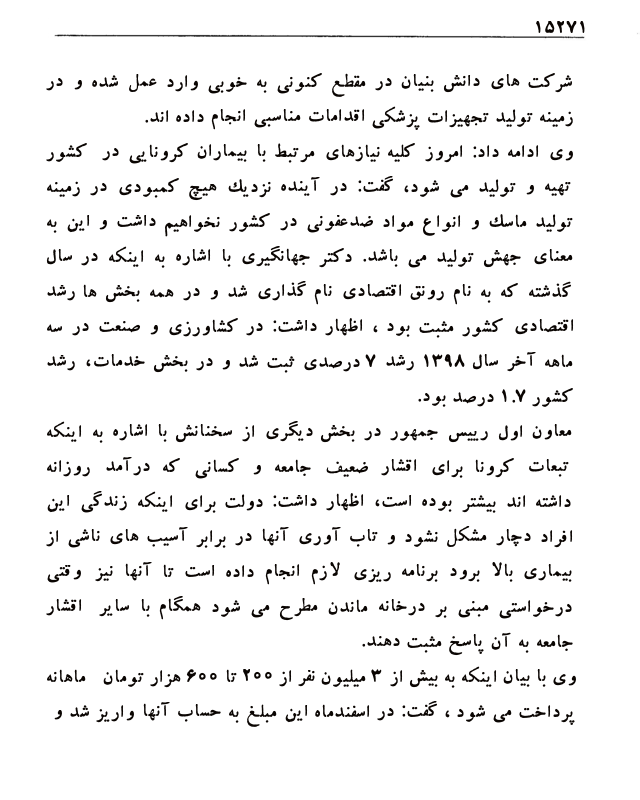 ۱۵۲۷۱
شرکت های دانش بنیان در مقطع کنونی به خوبی وارد عمل شده و در
زمینه تولید تجهیزات پزشکی اقدامات مناسبی انجام داده اند.
وی ادامه داد: امروز کلیه نیازهای مرتبط با بیماران کرونایی در کشور
تهیه و تولید می شود، گفت: در آینده نزدیك هیچ کمبودی در زمینه
تولید ماسك و انواع مواد ضدعفونی در کشور نخواهیم داشت و این به
معنای جهش تولید می باشد. دکتر جهانگیری با اشاره به اینکه در سال
گذشته که به نام رونق اقتصادی نام گذاری شد و در همه بخش ها رشد
اقتصادی کشور مثبت بود ، اظهار داشت: در کشاورزی و صنعت در سه
ماهه آخر سال ۱۳۹۸ رشد ۷ درصدی ثبت شد و در بخش خدمات، رشد
کشور ۱.۷ درصد بود.
معاون اول رییس جمهور در بخش دیگری از سخنانش با اشاره به اینکه
تبعات کرونا برای اقشار ضعیف جامعه و کسانی که درآمد روزانه
داشته اند بیشتر بوده است، اظهار داشت: دولت برای اینکه زندگی این
افراد دچار مشکل نشود و تاب آوری آنها در برابر آسیب های ناشی از
بیماری بالا برود برنامه ریزی لازم انجام داده است تا آنها نیز وقتی
درخواستی مبنی بر درخانه ماندن مطرح می شود همگام با سایر اقشار
جامعه به آن پاسخ مثبت دهند.
وی با بیان اینکه به بیش از ۳ میلیون نفر از ۲۰۰ تا ۶۰۰ هزار تومان ماهانه
پرداخت می شود ، گفت: در اسفندماه این مبلغ به حساب آنها واریز شد و